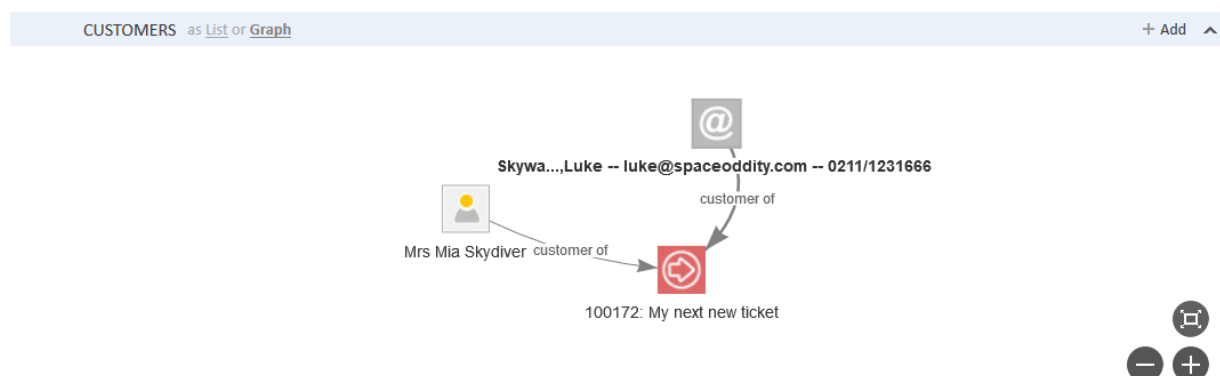 CUSTOMERS as List or Graph + Add
@
Skywa...,Luke -- luke@spaceoddity.com -- 0211/1231666
customer of
Mrs Mia Skydiver customer of
100172: My next new ticket